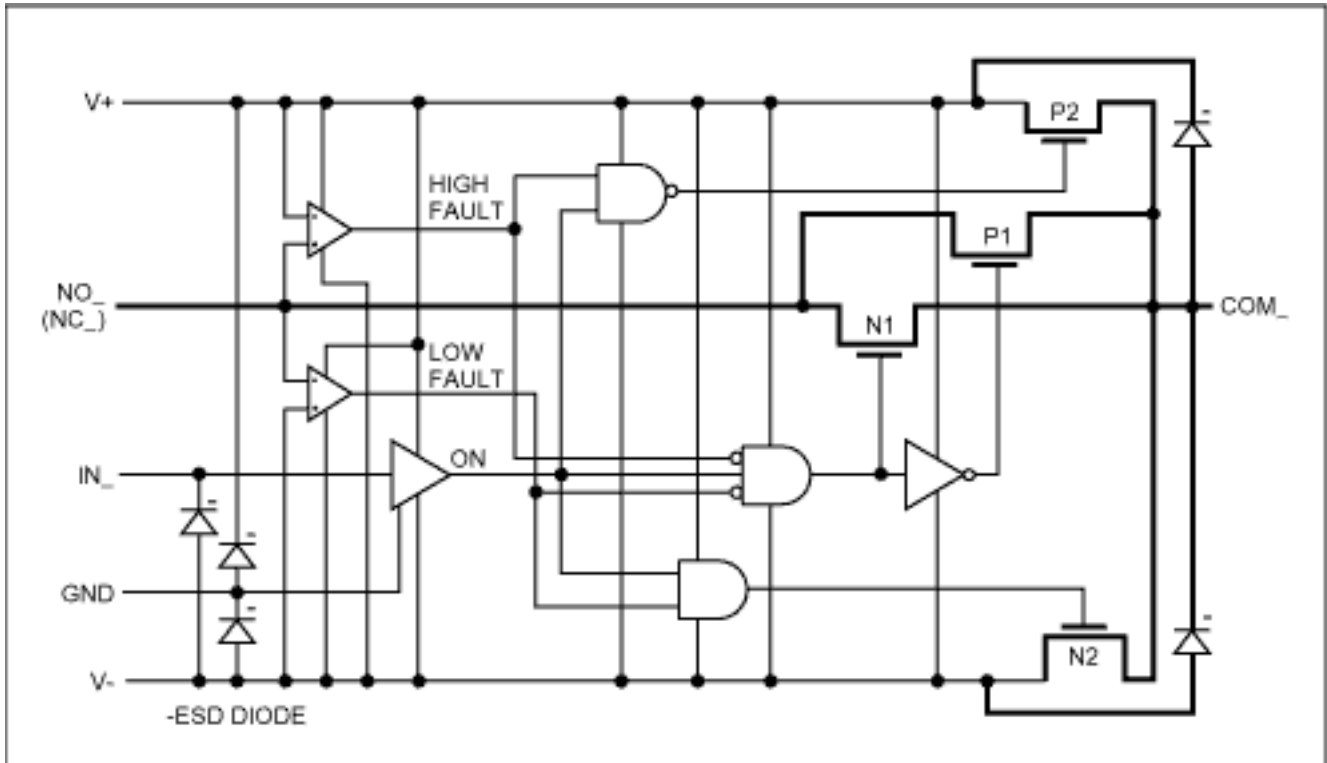 V+
P2
HIGH
FAULT
P1
NO_
(NC_)
COM_
N1
LOW
FAULT
ON
IN_
GND
N2
V-
-ESD DIODE